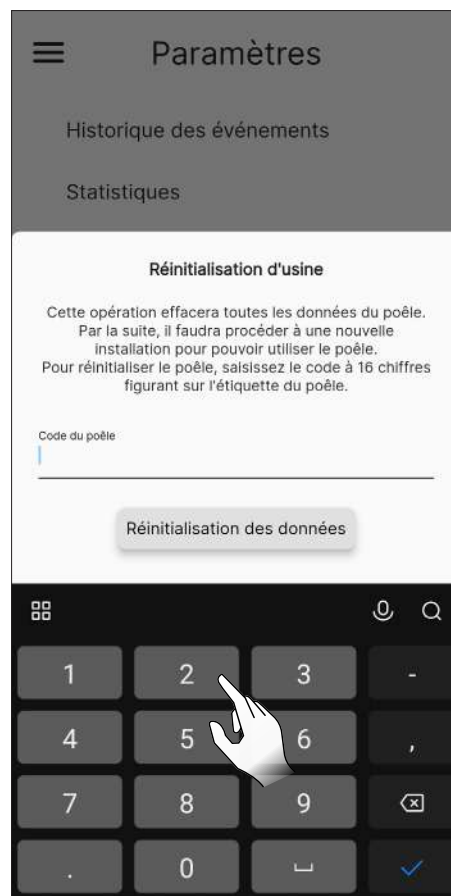 Paramètres
Historique des événements
Statistiques
Réinitialisation d'usine
Cette opération effacera toutes les données du poêle.
Par la suite, il faudra procéder à une nouvelle
installation pour pouvoir utiliser le poêle.
Pour réinitialiser le poêle, saisissez le code à 16 chiffres
figurant sur l'étiquette du poêle.
Code du poêle
Réinitialisation des données
1 2 3 -
4 5 6 ,
7 8 9
. 0